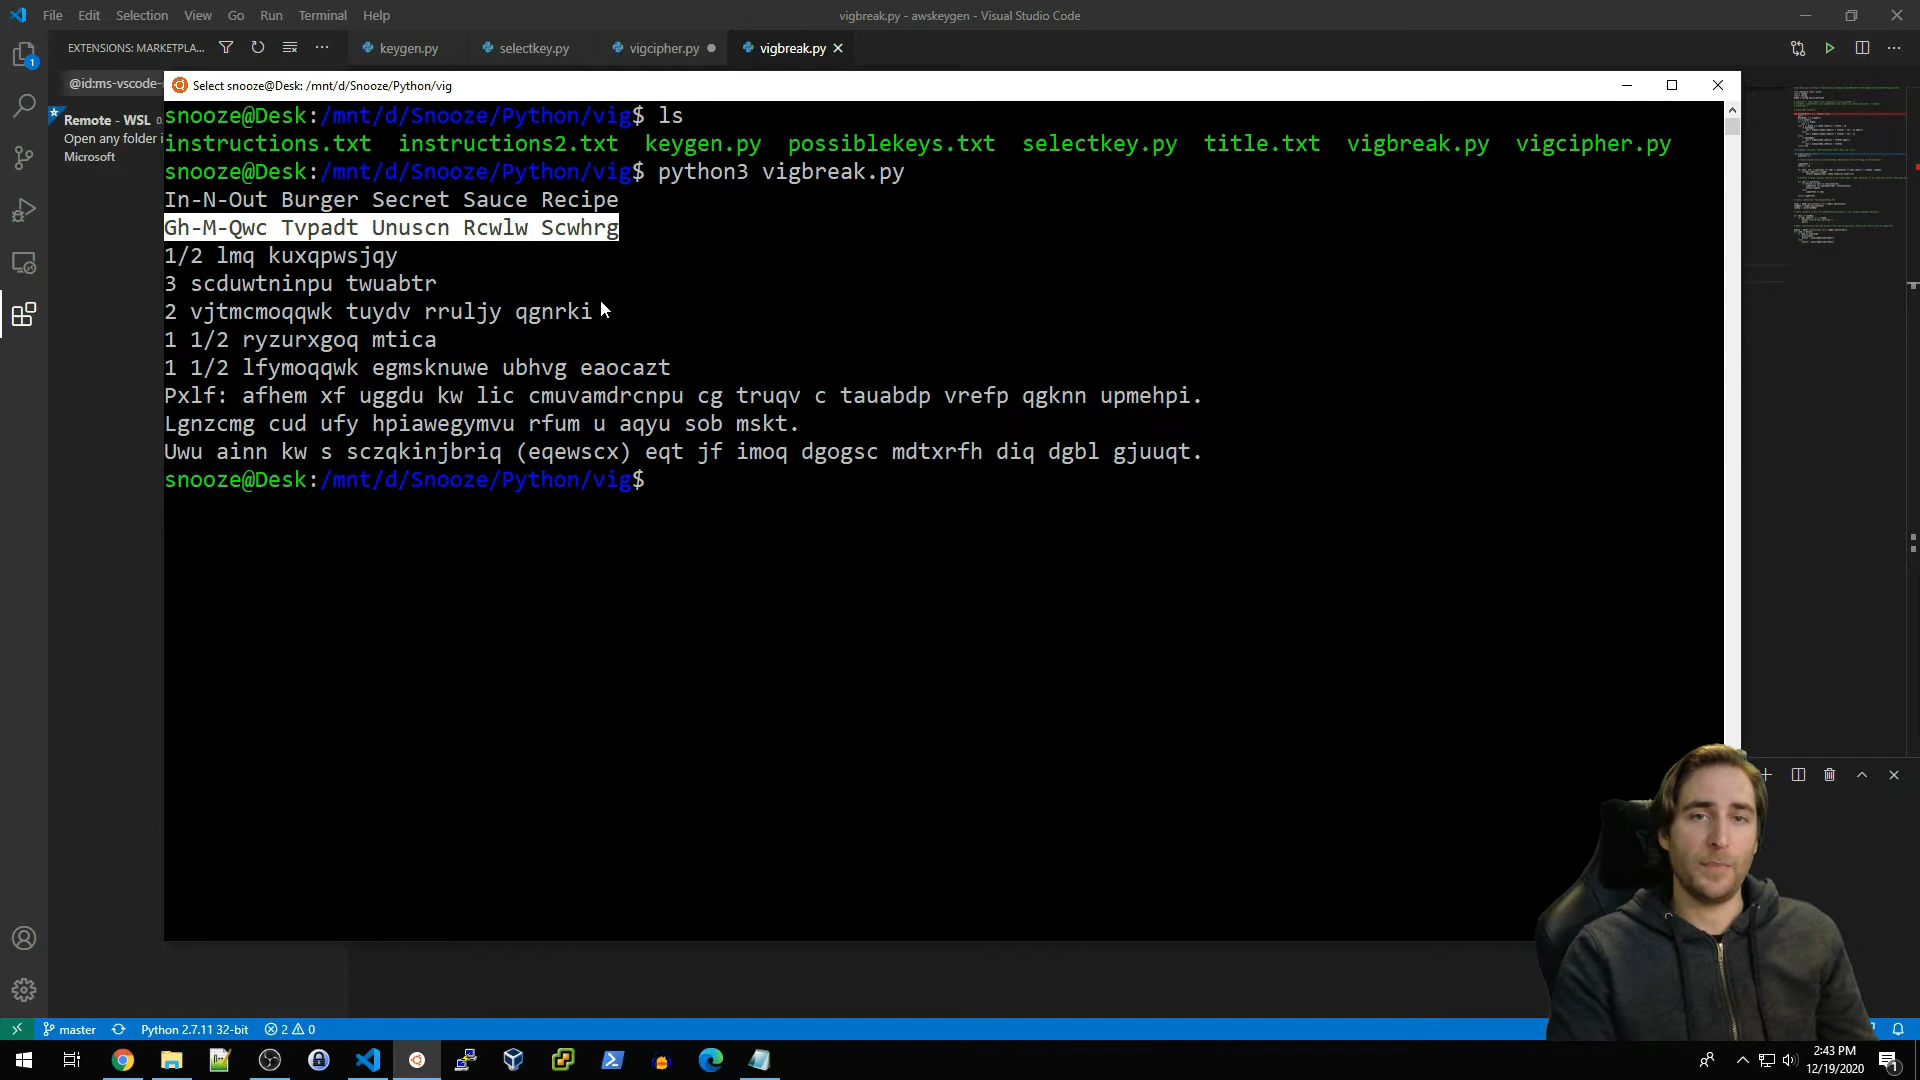 File Edit Selection View Go Run Terminal Help
vigbreak.py - awskeygen - Visual Studio Code
EXTENSIONS: MARKETPLA...
keygen.py selectkey.py vigcipher.py vigbreak.py
@id:ms-vscode-
Remote - WSL
Open any folder i
Microsoft
Select snooze@Desk: /mnt/d/Snooze/Python/vig
snooze@Desk:/mnt/d/Snooze/Python/vig$ ls
instructions.txt instructions2.txt keygen.py possiblekeys.txt selectkey.py title.txt vigbreak.py vigcipher.py
snooze@Desk:/mnt/d/Snooze/Python/vig$ python3 vigbreak.py
In-N-Out Burger Secret Sauce Recipe
Gh-M-Qwc Tvpadt Unuscn Rcwlw Scwhrg
1/2 lmq kuxqpwsjqy
3 scduwtninpu twuabtr
2 vjtmcmoqqwk tuydv rruljy qgnrki
1 1/2 ryzurxgoq mtica
1 1/2 lfymoqqwk egmsknuwe ubhvg eaocazt
Pxlf: afhem xf uggdu kw lic cmuvamdrcnpu cg truqv c tauabdp vrefp qgknn upmehpi.
Lgnzcmg cud ufy hpiawegymvu rfum u aqyu sob mskt.
Uwu ainn kw s sczqkinjbriq (eqewscx) eqt jf imoq dgogsc mdtxrfh diq dgbl gjuuqt.
snooze@Desk:/mnt/d/Snooze/Python/vig$
1
master Python 2.7.11 32-bit 2 0
2:43 PM
12/19/2020
1